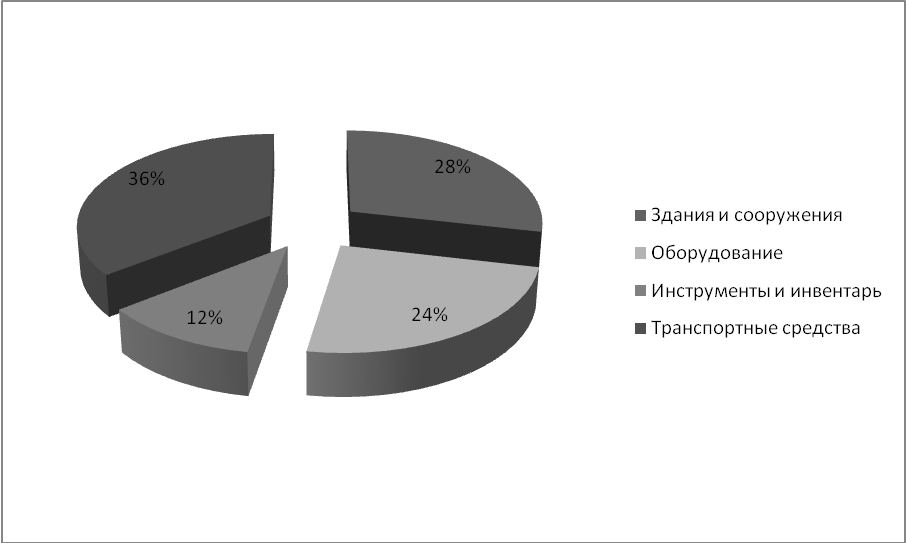 36%
28%
12%
24%
Здания и сооружения
Оборудование
Инструменты и инвентарь
Транспортные средства